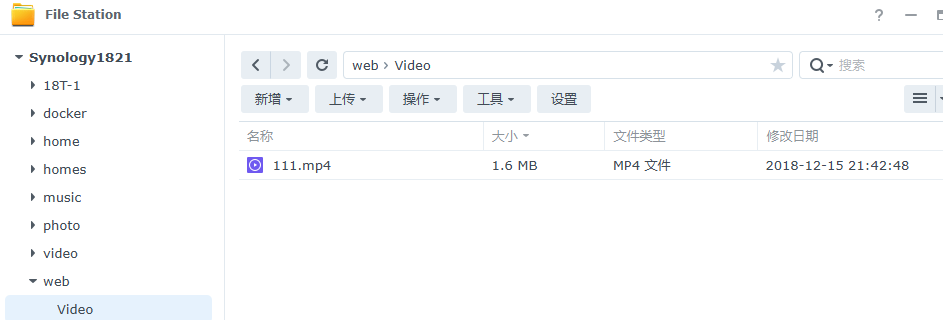 File Station
Synology1821
18T-1
docker
home
homes
music
photo
video
web
Video
web › Video
搜索
新增
上传
操作
工具
设置
名称 大小 文件类型 修改日期
111.mp4 1.6 MB MP4 文件 2018-12-15 21:42:48